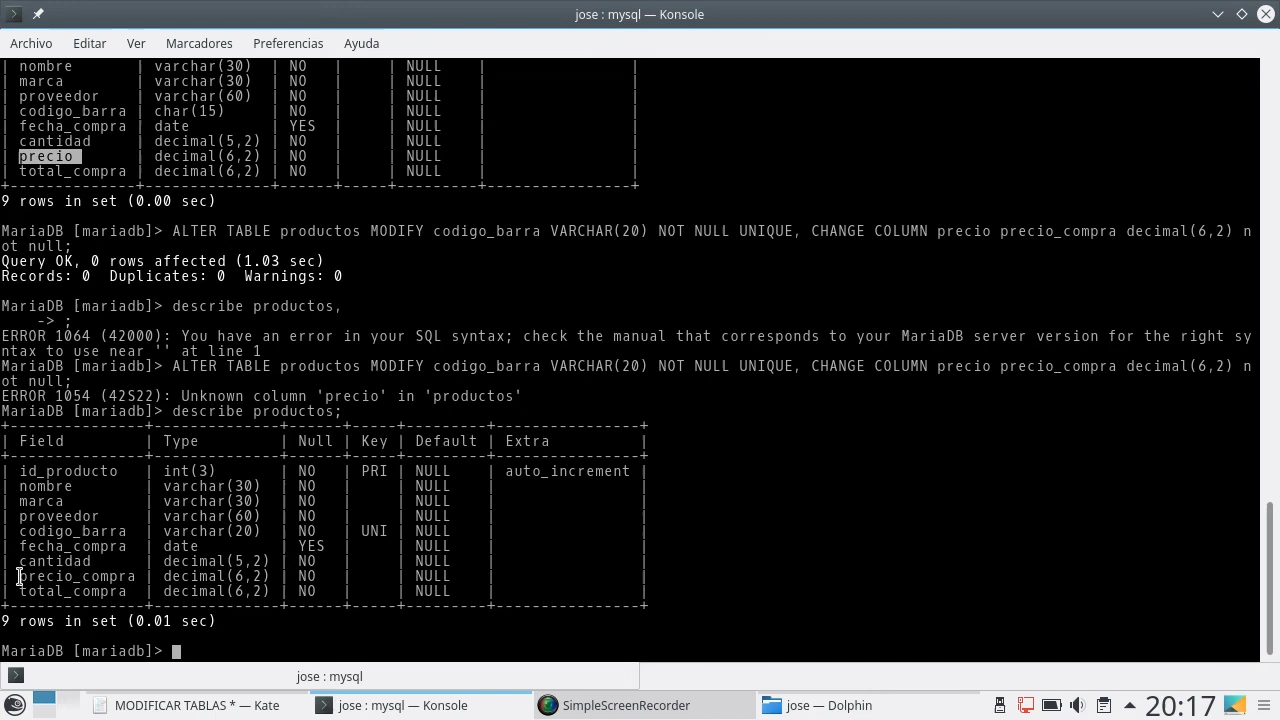 jose : mysql — Konsole
Archivo Editar Ver Marcadores Preferencias Ayuda
| nombre | varchar(30) | NO | | NULL | |
| marca | varchar(30) | NO | | NULL | |
| proveedor | varchar(60) | NO | | NULL | |
| codigo_barra | char(15) | NO | | NULL | |
| fecha_compra | date | YES | | NULL | |
| cantidad | decimal(5,2) | NO | | NULL | |
| precio | decimal(6,2) | NO | | NULL | |
| total_compra | decimal(6,2) | NO | | NULL | |
+--------------+--------------+------+-----+---------+----------------+
9 rows in set (0.00 sec)
MariaDB [mariadb]> ALTER TABLE productos MODIFY codigo_barra VARCHAR(20) NOT NULL UNIQUE, CHANGE COLUMN precio precio_compra decimal(6,2) n
ot null;
Query OK, 0 rows affected (1.03 sec)
Records: 0 Duplicates: 0 Warnings: 0
MariaDB [mariadb]> describe productos,
-> ;
ERROR 1064 (42000): You have an error in your SQL syntax; check the manual that corresponds to your MariaDB server version for the right sy
ntax to use near '' at line 1
MariaDB [mariadb]> ALTER TABLE productos MODIFY codigo_barra VARCHAR(20) NOT NULL UNIQUE, CHANGE COLUMN precio precio_compra decimal(6,2) n
ot null;
ERROR 1054 (42S22): Unknown column 'precio' in 'productos'
MariaDB [mariadb]> describe productos;
+---------------+--------------+------+-----+---------+----------------+
| Field | Type | Null | Key | Default | Extra |
+---------------+--------------+------+-----+---------+----------------+
| id_producto | int(3) | NO | PRI | NULL | auto_increment |
| nombre | varchar(30) | NO | | NULL | |
| marca | varchar(30) | NO | | NULL | |
| proveedor | varchar(60) | NO | | NULL | |
| codigo_barra | varchar(20) | NO | UNI | NULL | |
| fecha_compra | date | YES | | NULL | |
| cantidad | decimal(5,2) | NO | | NULL | |
| precio_compra | decimal(6,2) | NO | | NULL | |
| total_compra | decimal(6,2) | NO | | NULL | |
+---------------+--------------+------+-----+---------+----------------+
9 rows in set (0.01 sec)
MariaDB [mariadb]>
jose : mysql
MODIFICAR TABLAS * — Kate jose : mysql — Konsole impleScreenRecorder jose — Dolphin 20:17